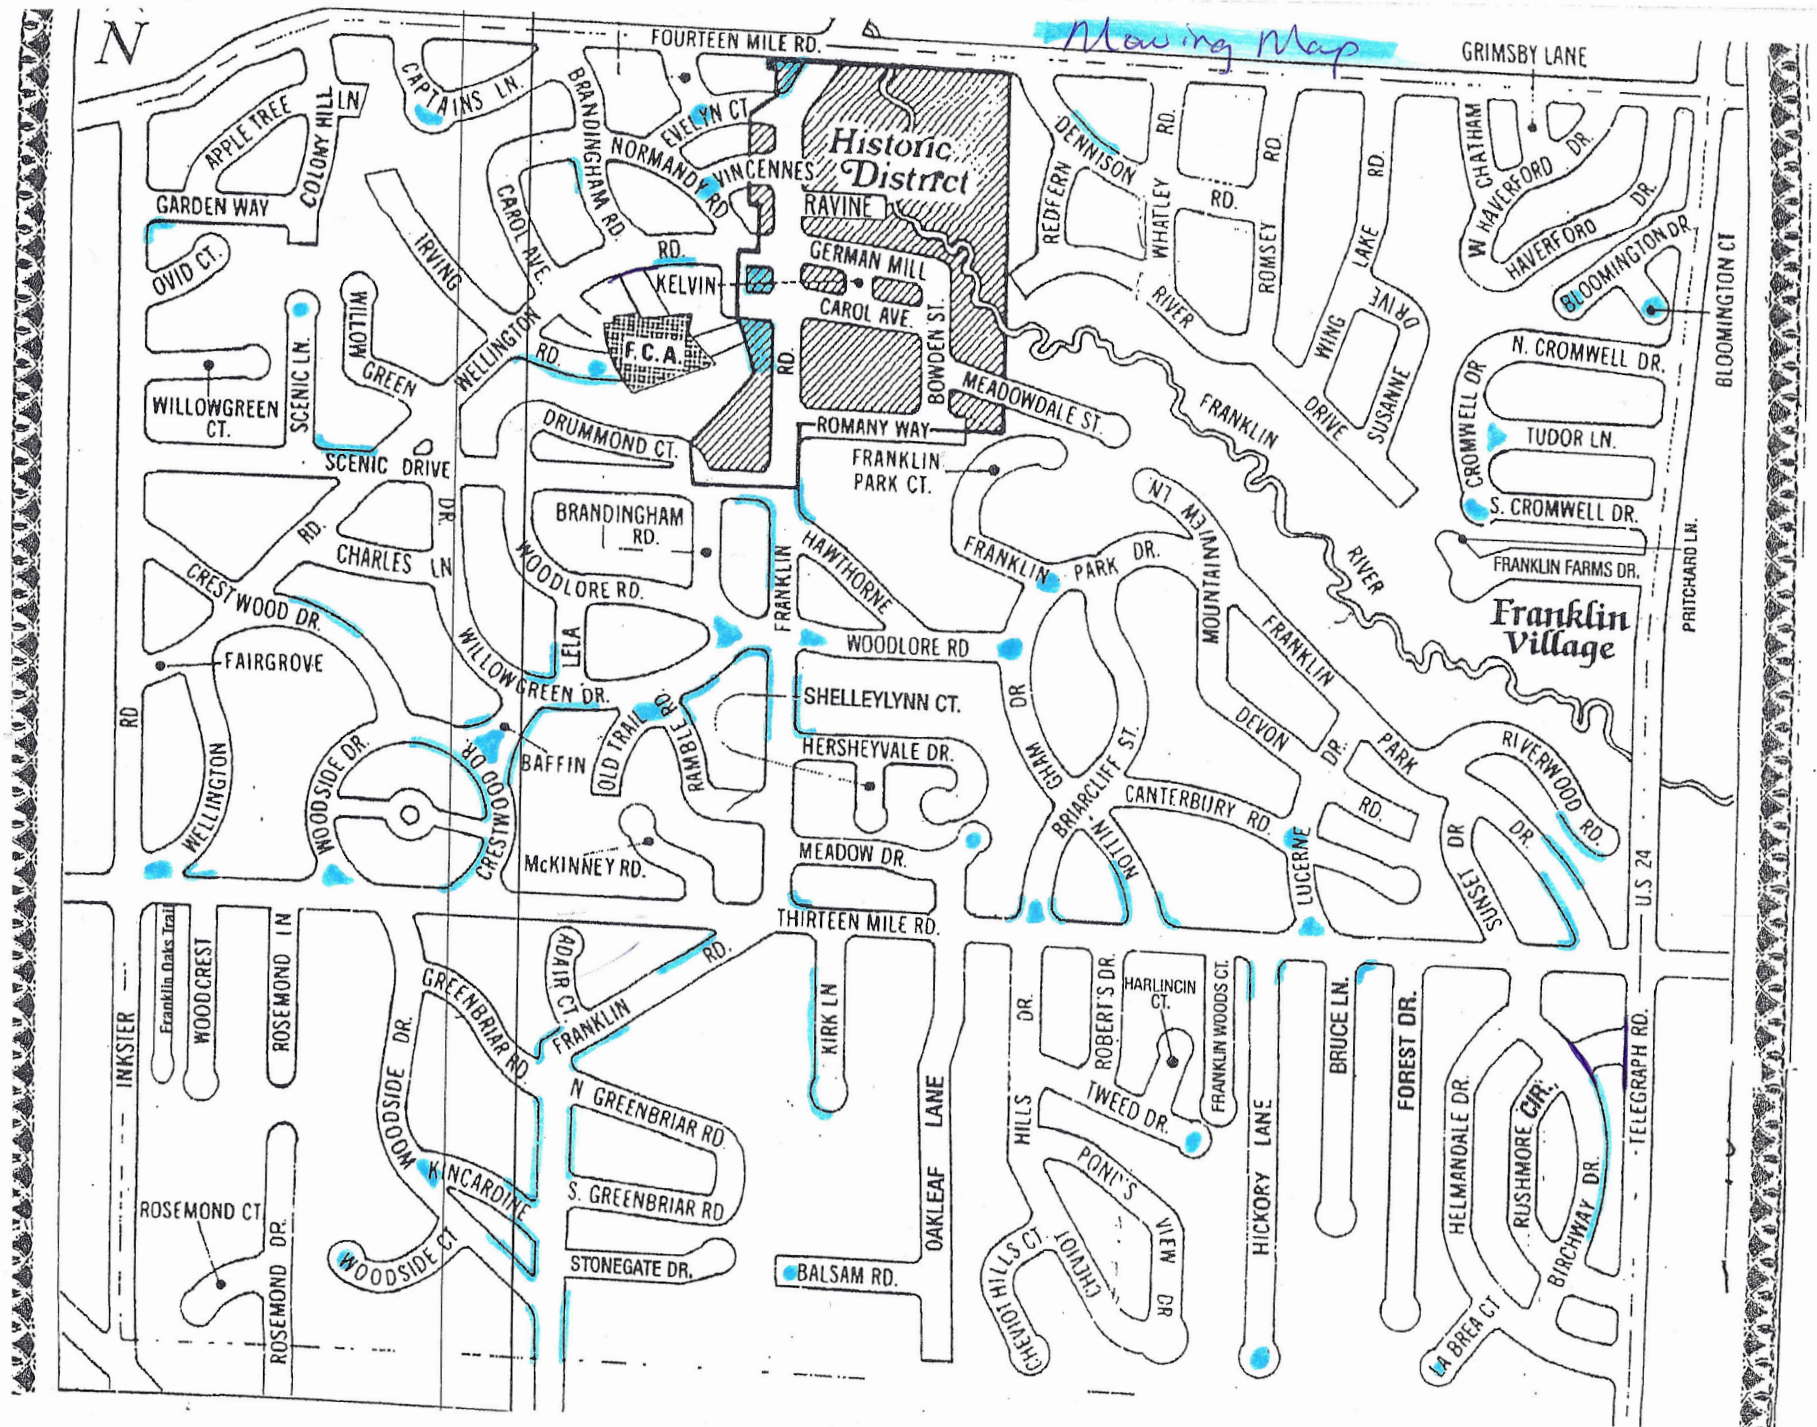 N
Mowing Map
FOURTEEN MILE RD.
GRIMSBY LANE
CAPTAINS LN.
APPLE TREE
LN
COLONY HILL
BRANDINGHAM RD.
EVELYN CT
NORMANDY RD
VINCENNES
Historic
District
RAVINE
DENNISON
RD.
REDFERN
WHATLEY
RD.
RD.
ROMSEY
RD.
LAKE
WING
W CHATHAM
W HAVERFORD DR.
HAVERFORD DR.
BLOOMINGTON DR
BLOOMINGTON CT
GARDEN WAY
OVID CT.
IRVING
CAROL AVE.
RD.
KELVIN
GERMAN MILL
CAROL AVE.
BOWDEN ST.
RIVER
DRIVE
DRIVE
SUSANNE
WILLOW
GREEN
SCENIC LN.
WELLINGTON
RD.
F.C.A.
RD.
N. CROMWELL DR.
CROMWELL DR
WILLOWGREEN
CT.
DRUMMOND CT.
MEADOWDALE ST.
ROMANY WAY
FRANKLIN
TUDOR LN.
SCENIC DRIVE
DR.
FRANKLIN
PARK CT.
MOUNTAINVIEW LN.
S. CROMWELL DR.
BRANDINGHAM
RD.
RD.
CHARLES LN
WOODLORE RD.
FRANKLIN
HAWTHORNE
FRANKLIN PARK DR.
RIVER
FRANKLIN FARMS DR.
PRITCHARD LN.
Franklin
Village
CRESTWOOD DR.
FAIRGROVE
WILLOWGREEN DR.
LELA
WOODLORE RD
FRANKLIN
PARK
DR.
RD
WELLINGTON
WOODSIDE DR.
CRESTWOOD DR.
CRESTWOOD
BAFFIN
OLD TRAIL
RAMBLE RD.
SHELLEYLYNN CT.
HERSHEYVALE DR.
DR
NOTTIN
GHAM
BRIARCLIFF ST.
DEVON
DR.
RD.
CANTERBURY RD.
LUCERNE
RIVERWOOD RD.
SUNSET DR
U.S 24
McKINNEY RD.
MEADOW DR.
THIRTEEN MILE RD.
INKSTER
Franklin Oaks Trail
WOODCREST
ROSEMOND LN
GREENBRIAR RD.
ADAIR CT.
FRANKLIN
RD.
KIRK LN
OAKLEAF LANE
HILLS
DR.
ROBERT'S DR.
HARLINCIN
CT.
FRANKLIN WOODS CT.
TWEED DR.
HICKORY LANE
BRUCE LN.
FOREST DR.
HELMANDALE DR.
RUSHMORE CIR.
BIRCHWAY DR.
TELEGRAPH RD.
WOODSIDE DR.
N GREENBRIAR RD
KINCARDINE
S. GREENBRIAR RD
ROSEMOND CT.
ROSEMOND DR.
WOODSIDE CT
STONEGATE DR.
BALSAM RD.
CHEVIOT HILLS CT
CHEVIOT
VIEW DR
LA BREA CT